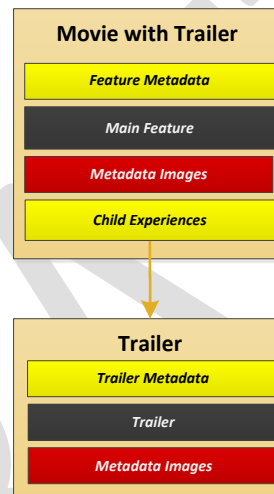 Movie with Trailer
Feature Metadata
Main Feature
Metadata Images
Child Experiences
Trailer
Trailer Metadata
Trailer
Metadata Images